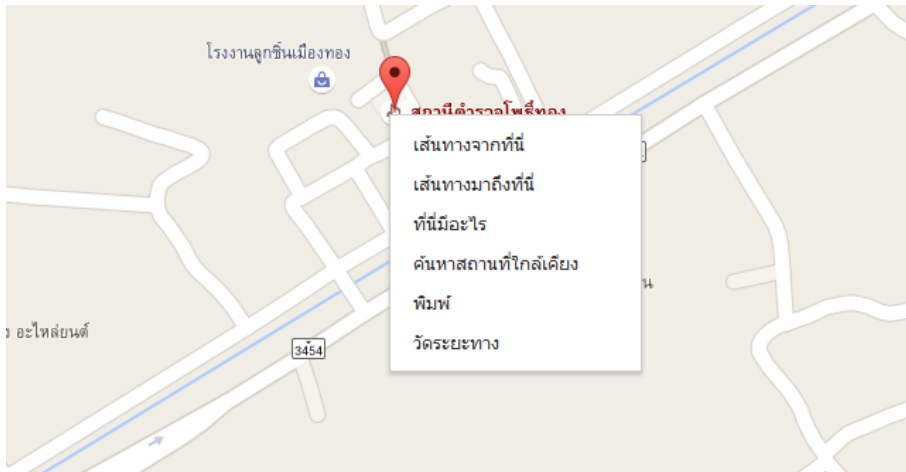 โรงงานลูกชิ้นเมืองทอง
สถานีตำรวจโพธิ์ทอง
เส้นทางจากที่นี่
เส้นทางมาถึงที่นี่
ที่นี่มีอะไร
ค้นหาสถานที่ใกล้เคียง
พิมพ์
วัดระยะทาง
อะไหล่ยนต์
3454